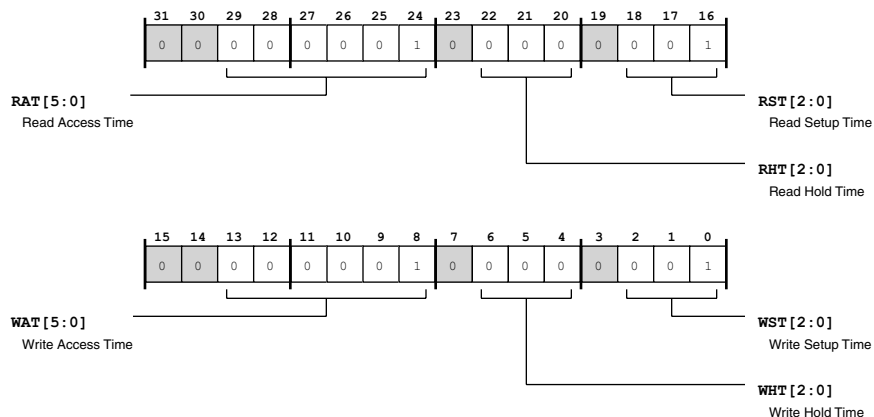 31 30 29 28 27 26 25 24 23 22 21 20 19 18 17 16
0 0 0 0 0 0 0 1 0 0 0 0 0 0 0 1
RAT[5:0]
Read Access Time
RST[2:0]
Read Setup Time
RHT[2:0]
Read Hold Time
15 14 13 12 11 10 9 8 7 6 5 4 3 2 1 0
0 0 0 0 0 0 0 1 0 0 0 0 0 0 0 1
WAT[5:0]
Write Access Time
WST[2:0]
Write Setup Time
WHT[2:0]
Write Hold Time